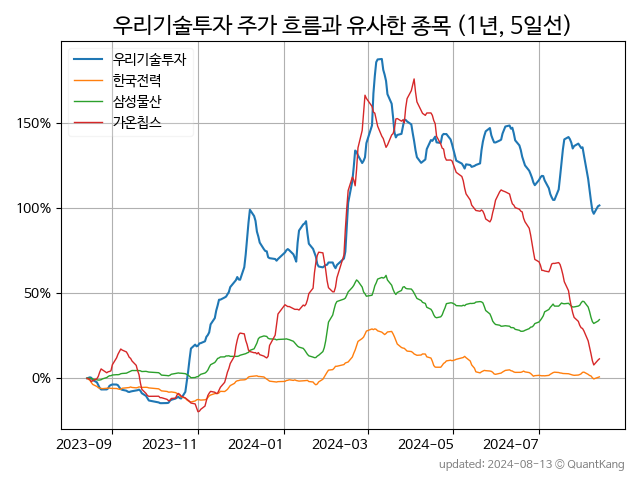 우리기술투자 주가 흐름과 유사한 종목 (1년, 5일선)
우리기술투자
한국전력
삼성물산
가온칩스
150%
100%
50%
0%
2023-09 2023-11 2024-01 2024-03 2024-05 2024-07
updated: 2024-08-13 © QuantKang